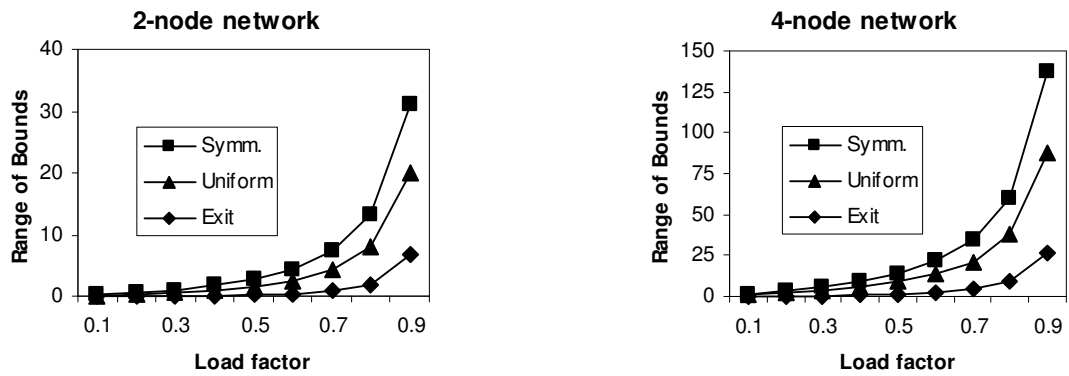 2-node network
40
30
20
10
0
Range of Bounds
Symm.
Uniform
Exit
0.1 0.3 0.5 0.7 0.9
Load factor
4-node network
150
125
100
75
50
25
0
Range of Bounds
Symm.
Uniform
Exit
0.1 0.3 0.5 0.7 0.9
Load factor